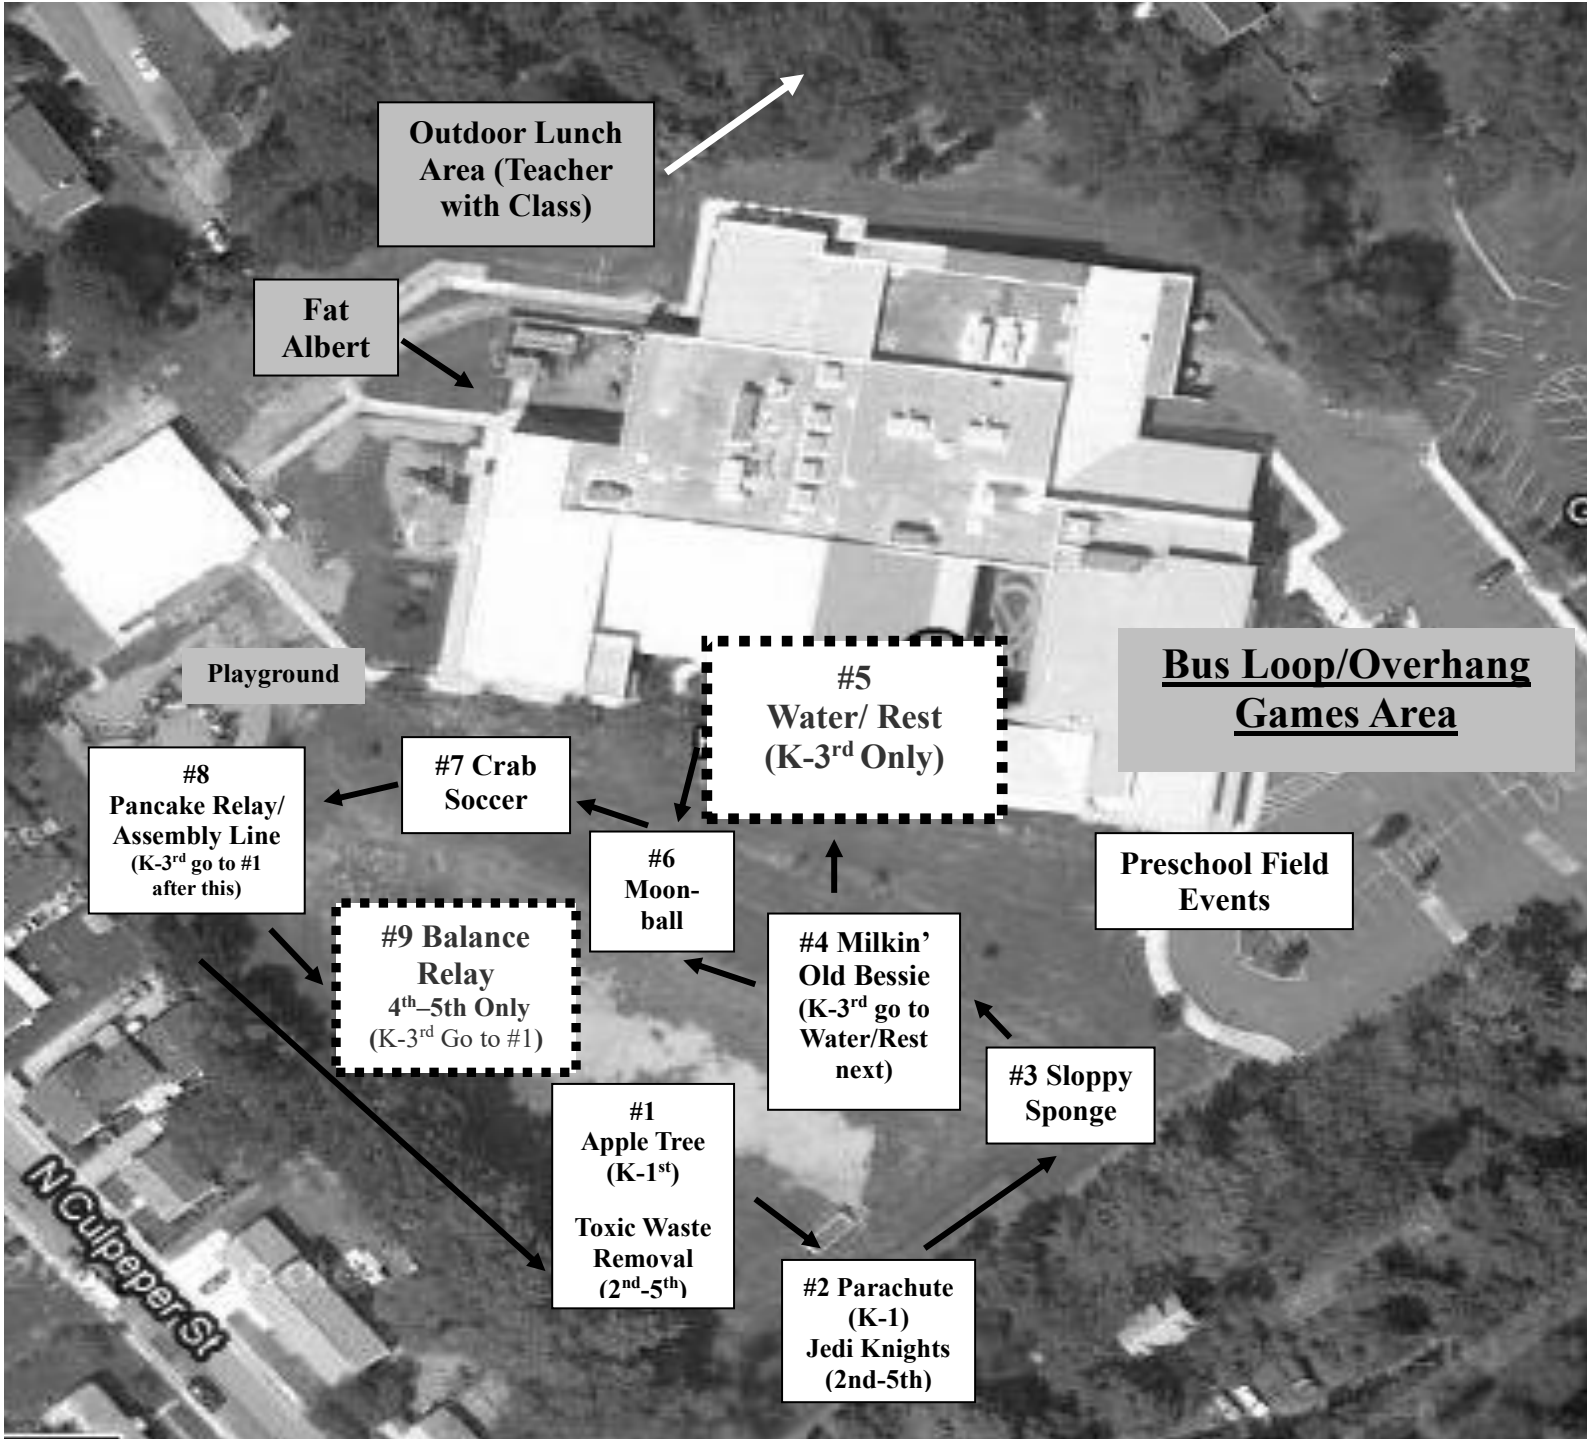 Outdoor Lunch
Area (Teacher
with Class)
Fat
Albert
#5
Water/ Rest
(K-3rd Only)
Bus Loop/Overhang
Games Area
Playground
#8
Pancake Relay/
Assembly Line
(K-3rd go to #1
after this)
#7 Crab
Soccer
#6
Moon-
ball
Preschool Field
Events
#9 Balance
Relay
4th–5th Only
(K-3rd Go to #1)
#4 Milkin’
Old Bessie
(K-3rd go to
Water/Rest
next)
#3 Sloppy
Sponge
#1
Apple Tree
(K-1st)
Toxic Waste
Removal
(2nd-5th)
#2 Parachute
(K-1)
Jedi Knights
(2nd-5th)
N Culpeper St
G